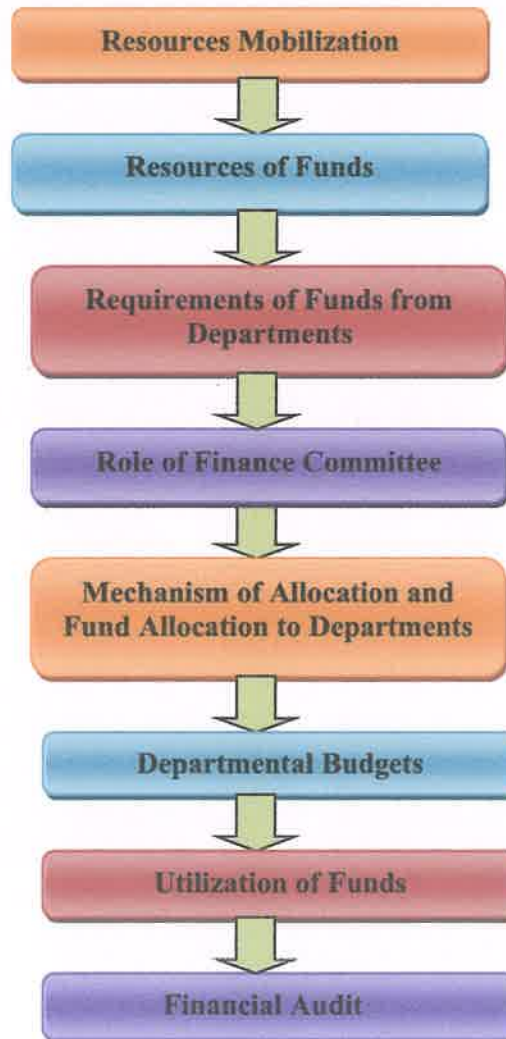 Resources Mobilization
Resources of Funds
Requirements of Funds from
Departments
Role of Finance Committee
Mechanism of Allocation and
Fund Allocation to Departments
Departmental Budgets
Utilization of Funds
Financial Audit